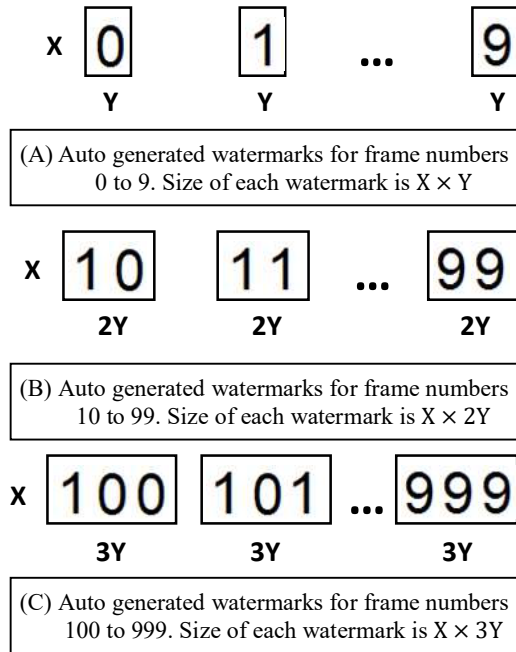 X 0 1 ... 9
Y Y Y
(A) Auto generated watermarks for frame numbers
0 to 9. Size of each watermark is X × Y
X 10 11 ... 99
2Y 2Y 2Y
(B) Auto generated watermarks for frame numbers
10 to 99. Size of each watermark is X × 2Y
X 100 101 ... 999
3Y 3Y 3Y
(C) Auto generated watermarks for frame numbers
100 to 999. Size of each watermark is X × 3Y